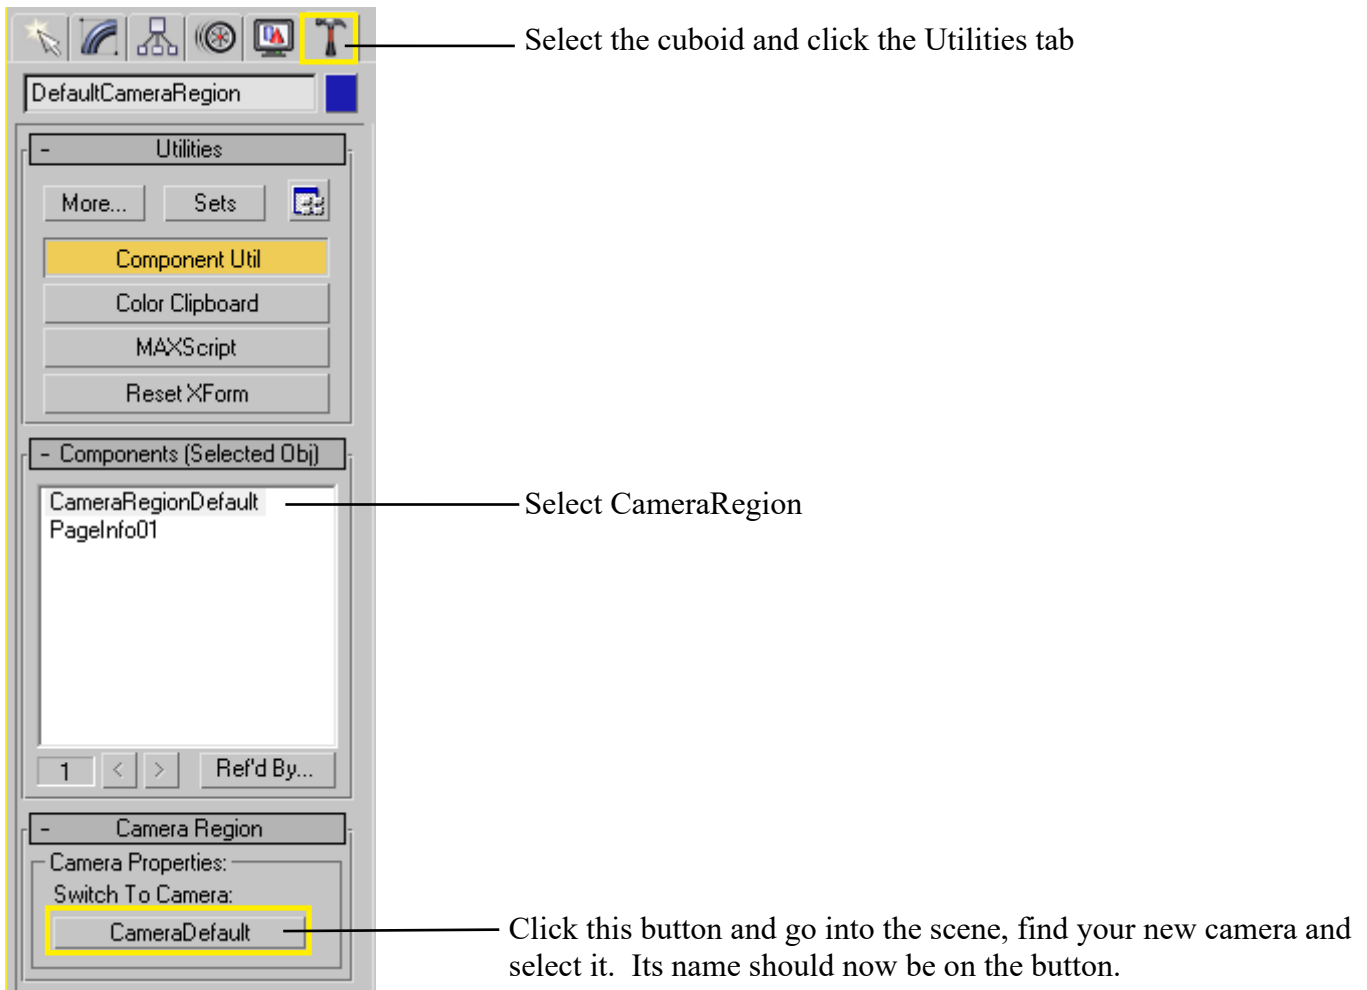 Select the cuboid and click the Utilities tab
DefaultCameraRegion
- Utilities
More... Sets
Component Util
Color Clipboard
MAXScript
Reset XForm
- Components (Selected Obj)
CameraRegionDefault
Select CameraRegion
PageInfo01
1 < > Ref'd By...
- Camera Region
Camera Properties:
Switch To Camera:
CameraDefault
Click this button and go into the scene, find your new camera and
select it. Its name should now be on the button.